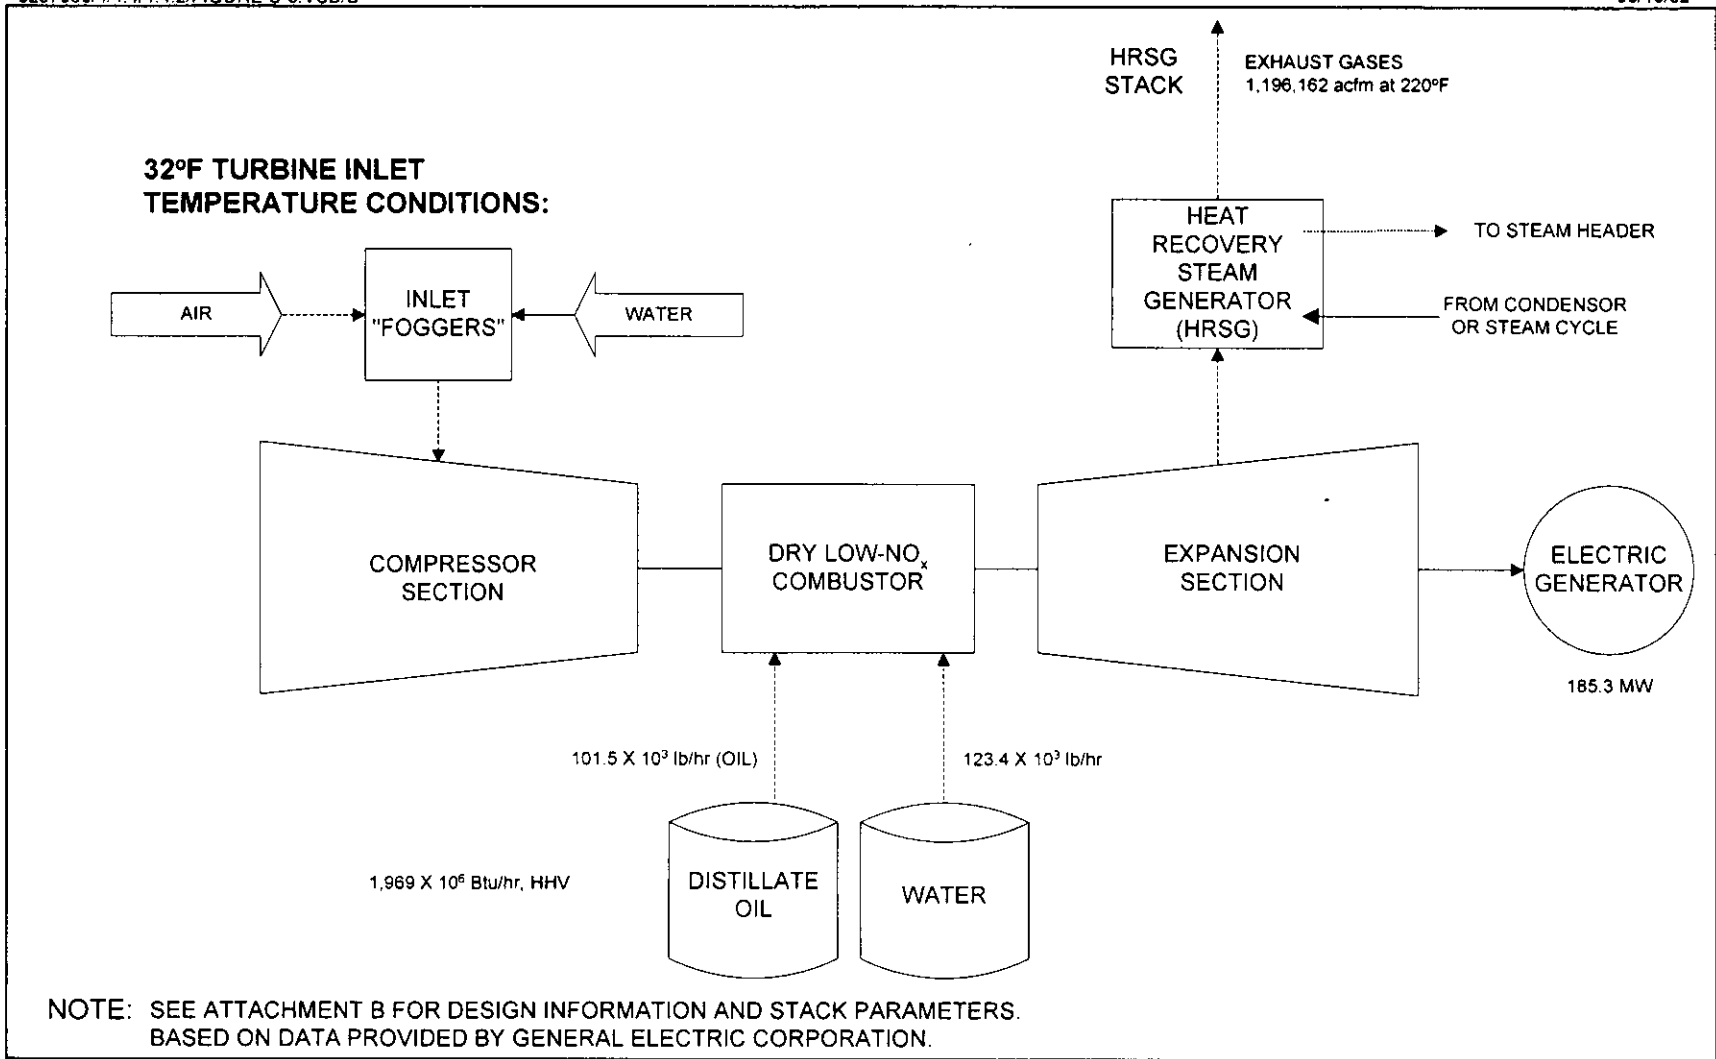 HRSG
STACK
EXHAUST GASES
1,196,162 acfm at 220ºF
32ºF TURBINE INLET
TEMPERATURE CONDITIONS:
HEAT
RECOVERY
STEAM
GENERATOR
(HRSG)
TO STEAM HEADER
FROM CONDENSOR
OR STEAM CYCLE
AIR
INLET
"FOGGERS"
WATER
COMPRESSOR
SECTION
DRY LOW-NOx
COMBUSTOR
EXPANSION
SECTION
ELECTRIC
GENERATOR
185.3 MW
101.5 X 10³ lb/hr (OIL)
123.4 X 10³ lb/hr
1,969 X 10⁶ Btu/hr, HHV
DISTILLATE
OIL
WATER
NOTE: SEE ATTACHMENT B FOR DESIGN INFORMATION AND STACK PARAMETERS.
BASED ON DATA PROVIDED BY GENERAL ELECTRIC CORPORATION.